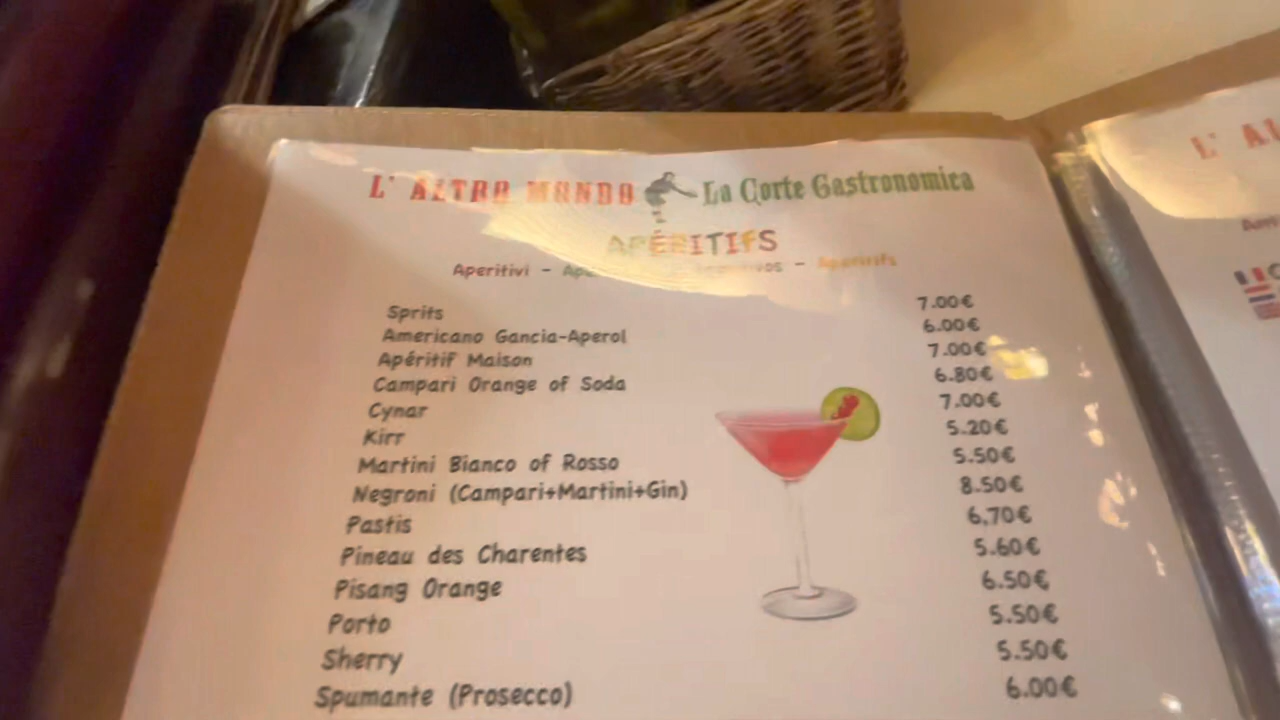 L' ALTRO MONDO La Corte Gastronomica
APÉRITIFS
Aperitivi - - Aperitifs
Sprits 7.00€
Americano Gancia-Aperol 6.00€
Apéritif Maison 7.00€
Campari Orange of Soda 6.80€
Cynar 7.00€
Kirr 5.20€
Martini Bianco of Rosso 5.50€
Negroni (Campari+Martini+Gin) 8.50€
Pastis 6.70€
Pineau des Charentes 5.60€
Pisang Orange 6.50€
Porto 5.50€
Sherry 5.50€
Spumante (Prosecco) 6.00€
L'